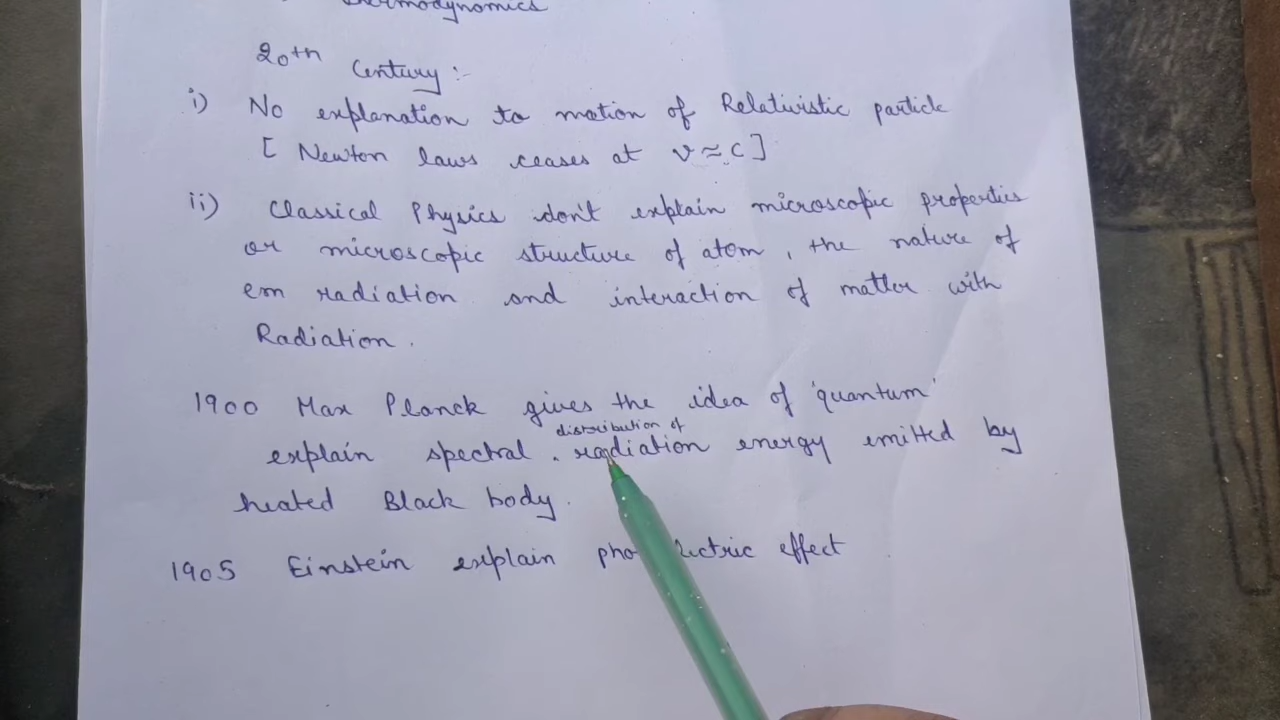 thermodynamics
20th Century :-
i) No explanation to motion of Relativistic particle
[ Newton laws ceases at v ≈ c ]
ii) Classical Physics don't explain microscopic properties
or microscopic structure of atom, the nature of
em radiation and interaction of matter with
Radiation.
1900 Max Planck gives the idea of 'quantum'
distribution of
explain spectral . radiation energy emitted by
heated Black body.
1905 Einstein explain effect